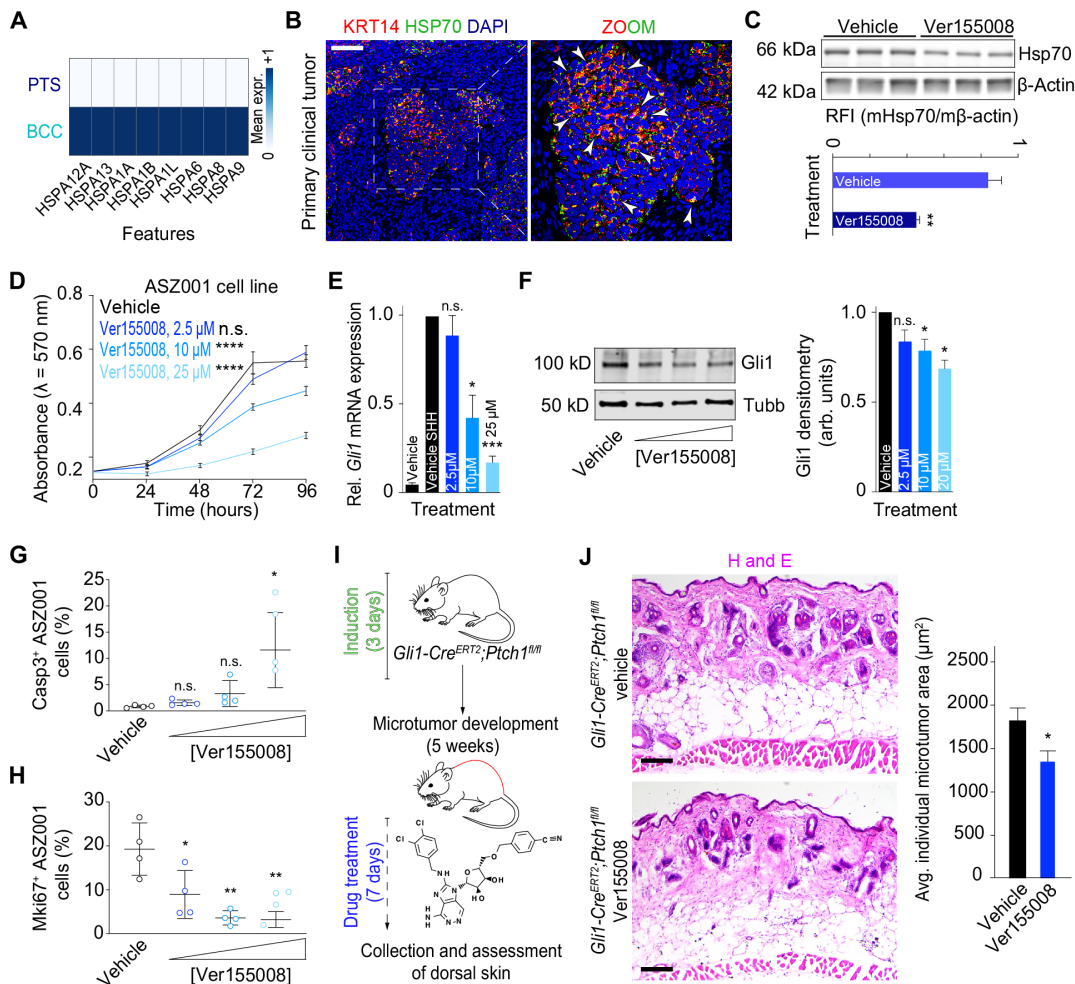 A
PTS
BCC
Mean expr.
0
+1
HSPA12A
HSPA13
HSPA1A
HSPA1B
HSPA1L
HSPA6
HSPA8
HSPA9
Features
B
KRT14 HSP70 DAPI
ZOOM
Primary clinical tumor
C
Vehicle
Ver155008
66 kDa
Hsp70
42 kDa
β-Actin
RFI (mHsp70/mβ-actin)
0
1
Treatment
Vehicle
Ver155008
**
D
ASZ001 cell line
Absorbance (λ = 570 nm)
0.8
0.6
0.4
0.2
Vehicle
Ver155008, 2.5 µM n.s.
Ver155008, 10 µM ****
Ver155008, 25 µM ****
0
24
48
72
96
Time (hours)
E
Rel. Gli1 mRNA expression
1.0
0.5
0
n.s.
*
***
Vehicle
Vehicle SHH
2.5µM
10µM
25 µM
Treatment
F
100 kD
Gli1
50 kD
Tubb
Vehicle
[Ver155008]
Gli1 densitometry
(arb. units)
1.0
0.5
0
n.s.
*
*
Vehicle
2.5 µM
10 µM
20 µM
Treatment
G
Casp3+ ASZ001
cells (%)
25
20
15
10
5
0
n.s.
n.s.
*
Vehicle
[Ver155008]
H
Mki67+ ASZ001
cells (%)
30
20
10
0
*
**
**
Vehicle
[Ver155008]
I
Induction
(3 days)
Gli1-CreERT2;Ptch1fl/fl
Microtumor development
(5 weeks)
Drug treatment
(7 days)
Cl
Cl
NH
N
N
N
N
NH
H
O
O
HO
OH
C≡N
Collection and assessment
of dorsal skin
J
H and E
Gli1-CreERT2;Ptch1fl/fl
vehicle
Gli1-CreERT2;Ptch1fl/fl
Ver155008
Avg. individual microtumor area (µm2)
2500
2000
1500
1000
500
0
*
Vehicle
Ver155008